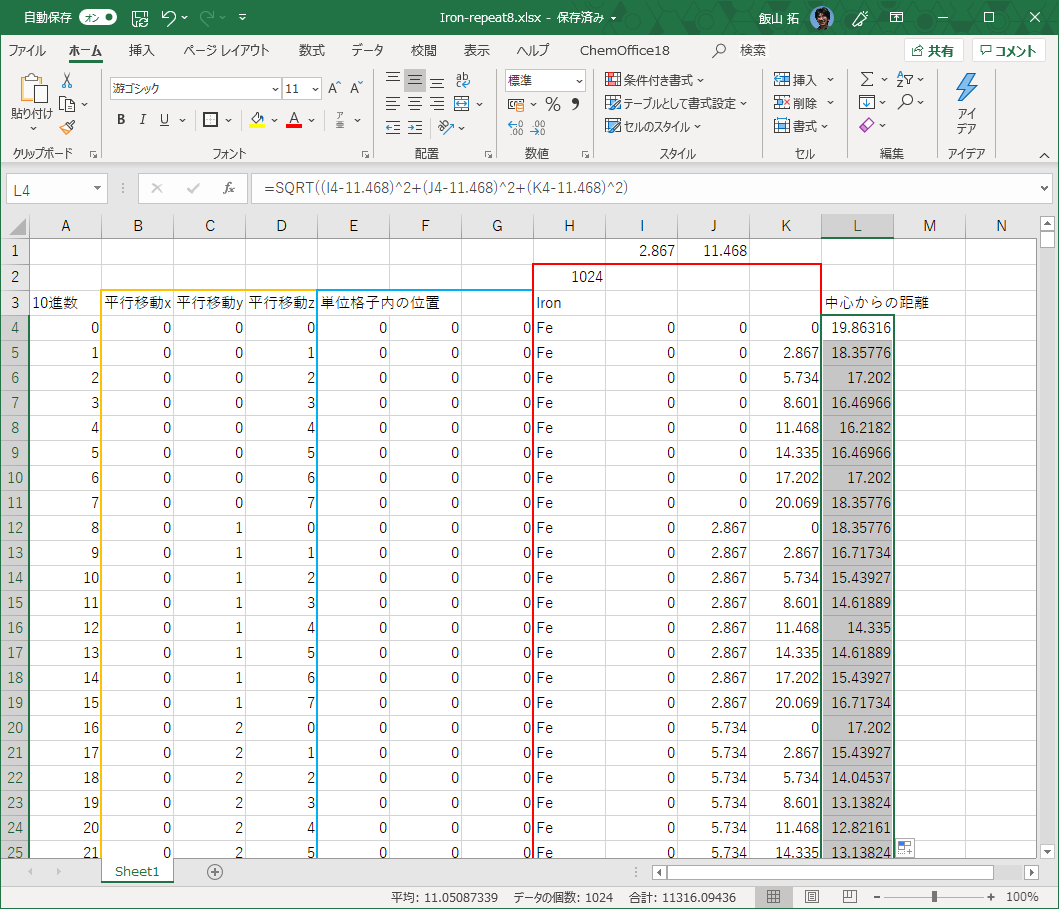 自動保存 オン Iron-repeat8.xlsx - 保存済み 飯山 拓
ファイル ホーム 挿入 ページ レイアウト 数式 データ 校閲 表示 ヘルプ ChemOffice18 検索 共有 コメント
貼り付け 游ゴシック 11 A A 標準 条件付き書式 挿入
B I U A % テーブルとして書式設定 削除
セルのスタイル 書式 アイデア
クリップボード フォント 配置 数値 スタイル セル 編集 アイデア
L4 fx =SQRT((I4-11.468)^2+(J4-11.468)^2+(K4-11.468)^2)
A B C D E F G H I J K L M N
1 2.867 11.468
2 1024
3 10進数 平行移動x 平行移動y 平行移動z 単位格子内の位置 Iron 中心からの距離
4 0 0 0 0 0 0 0 Fe 0 0 0 19.86316
5 1 0 0 1 0 0 0 Fe 0 0 2.867 18.35776
6 2 0 0 2 0 0 0 Fe 0 0 5.734 17.202
7 3 0 0 3 0 0 0 Fe 0 0 8.601 16.46966
8 4 0 0 4 0 0 0 Fe 0 0 11.468 16.2182
9 5 0 0 5 0 0 0 Fe 0 0 14.335 16.46966
10 6 0 0 6 0 0 0 Fe 0 0 17.202 17.202
11 7 0 0 7 0 0 0 Fe 0 0 20.069 18.35776
12 8 0 1 0 0 0 0 Fe 0 2.867 0 18.35776
13 9 0 1 1 0 0 0 Fe 0 2.867 2.867 16.71734
14 10 0 1 2 0 0 0 Fe 0 2.867 5.734 15.43927
15 11 0 1 3 0 0 0 Fe 0 2.867 8.601 14.61889
16 12 0 1 4 0 0 0 Fe 0 2.867 11.468 14.335
17 13 0 1 5 0 0 0 Fe 0 2.867 14.335 14.61889
18 14 0 1 6 0 0 0 Fe 0 2.867 17.202 15.43927
19 15 0 1 7 0 0 0 Fe 0 2.867 20.069 16.71734
20 16 0 2 0 0 0 0 Fe 0 5.734 0 17.202
21 17 0 2 1 0 0 0 Fe 0 5.734 2.867 15.43927
22 18 0 2 2 0 0 0 Fe 0 5.734 5.734 14.04537
23 19 0 2 3 0 0 0 Fe 0 5.734 8.601 13.13824
24 20 0 2 4 0 0 0 Fe 0 5.734 11.468 12.82161
25 21 0 2 5 0 0 0 Fe 0 5.734 14.335 13.13824
Sheet1
平均: 11.05087339 データの個数: 1024 合計: 11316.09436 100%